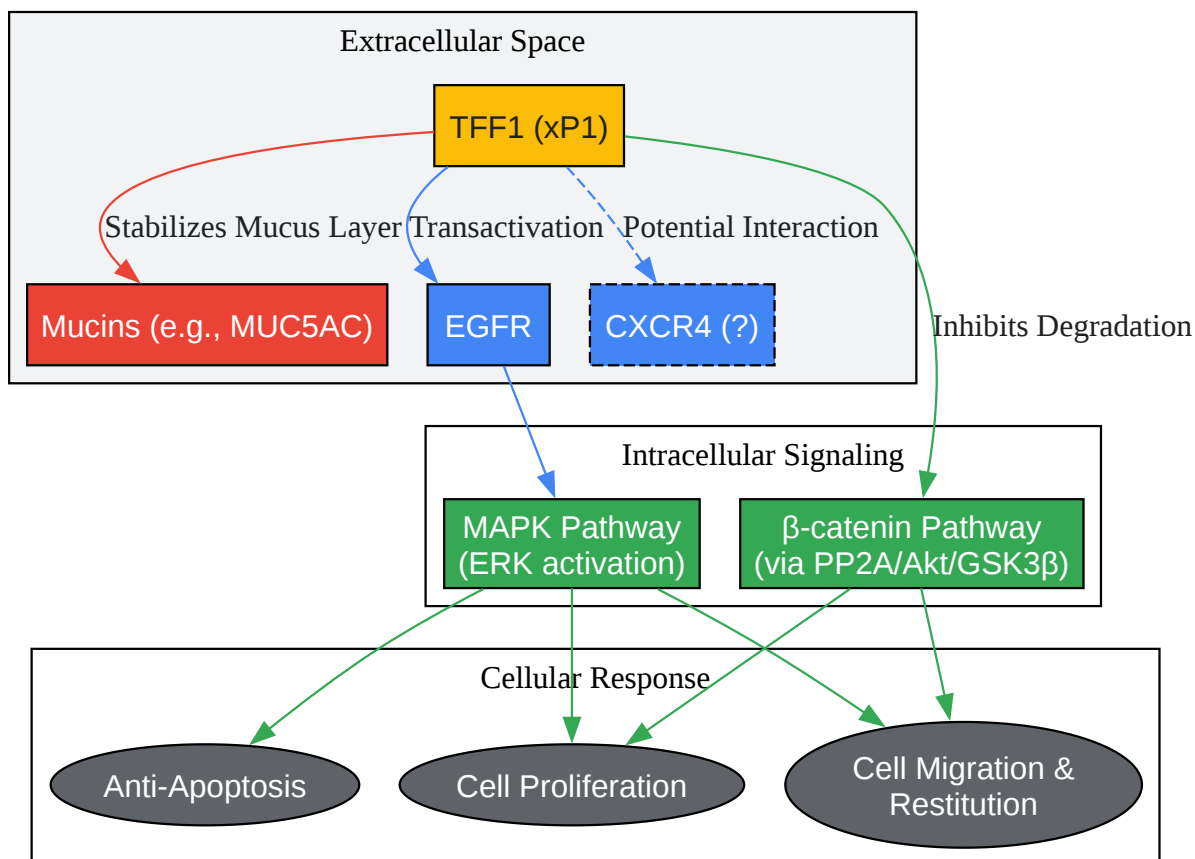 Extracellular Space
TFF1 (xP1)
Stabilizes Mucus Layer
Transactivation
Potential Interaction
Mucins (e.g., MUC5AC)
EGFR
CXCR4 (?)
Inhibits Degradation
Intracellular Signaling
MAPK Pathway
(ERK activation)
β-catenin Pathway
(via PP2A/Akt/GSK3β)
Cellular Response
Anti-Apoptosis
Cell Proliferation
Cell Migration &
Restitution